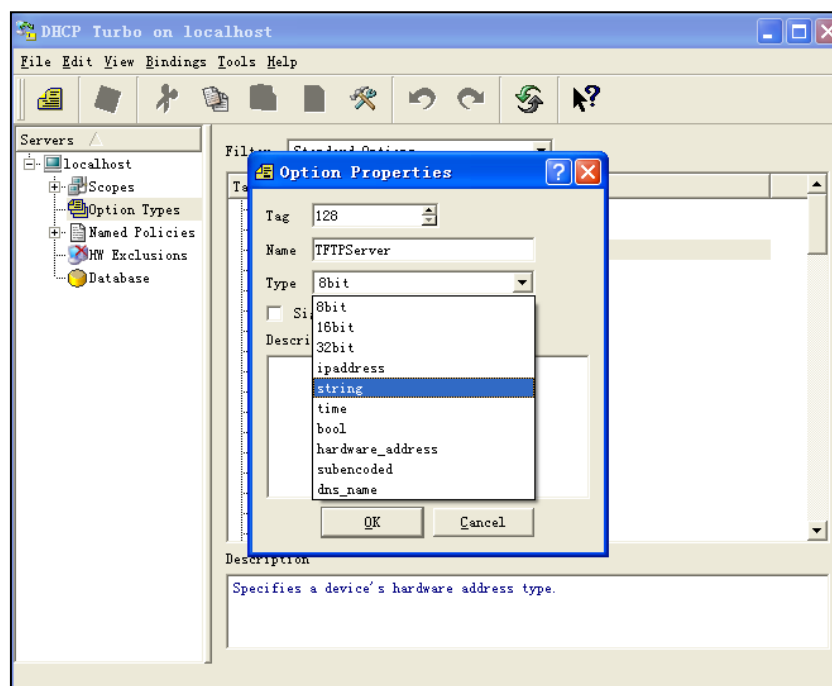 DHCP Turbo on localhost
File Edit View Bindings Tools Help
Servers
localhost
Scopes
Option Types
Named Policies
HW Exclusions
Database
Option Properties
Tag 128
Name TFTPServer
Type 8bit
8bit
16bit
32bit
ipaddress
string
time
bool
hardware_address
subencoded
dns_name
OK Cancel
Description
Specifies a device's hardware address type.